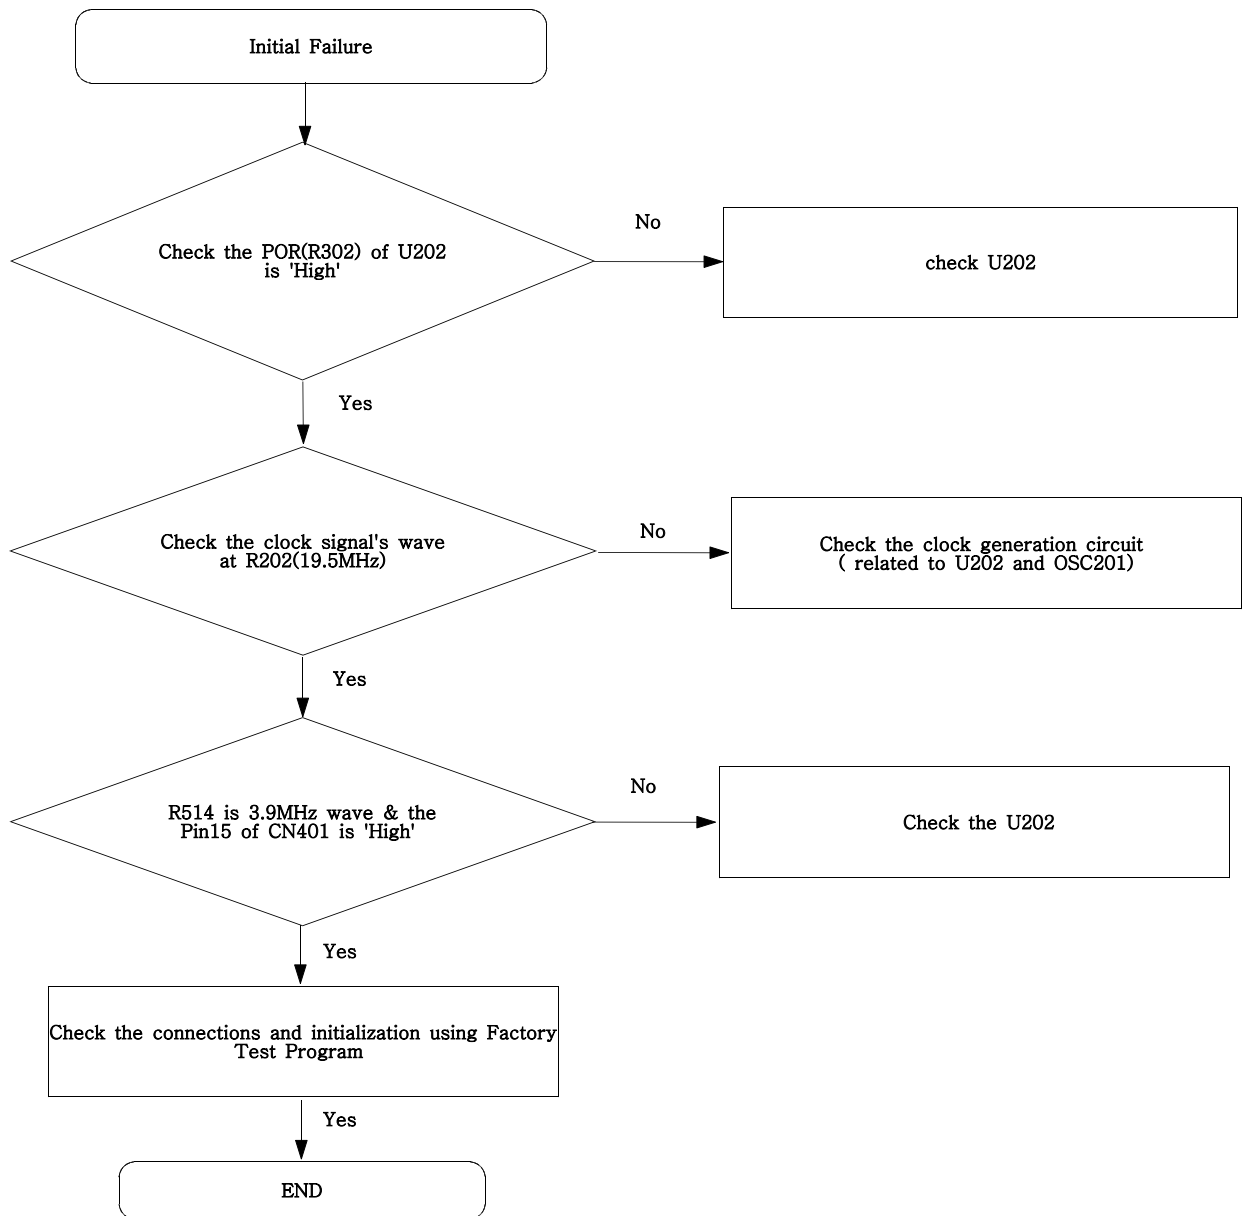 Initial Failure
Check the POR(R302) of U202
is 'High'
No
check U202
Yes
Check the clock signal's wave
at R202(19.5MHz)
No
Check the clock generation circuit
( related to U202 and OSC201)
Yes
R514 is 3.9MHz wave & the
Pin15 of CN401 is 'High'
No
Check the U202
Yes
Check the connections and initialization using Factory
Test Program
Yes
END